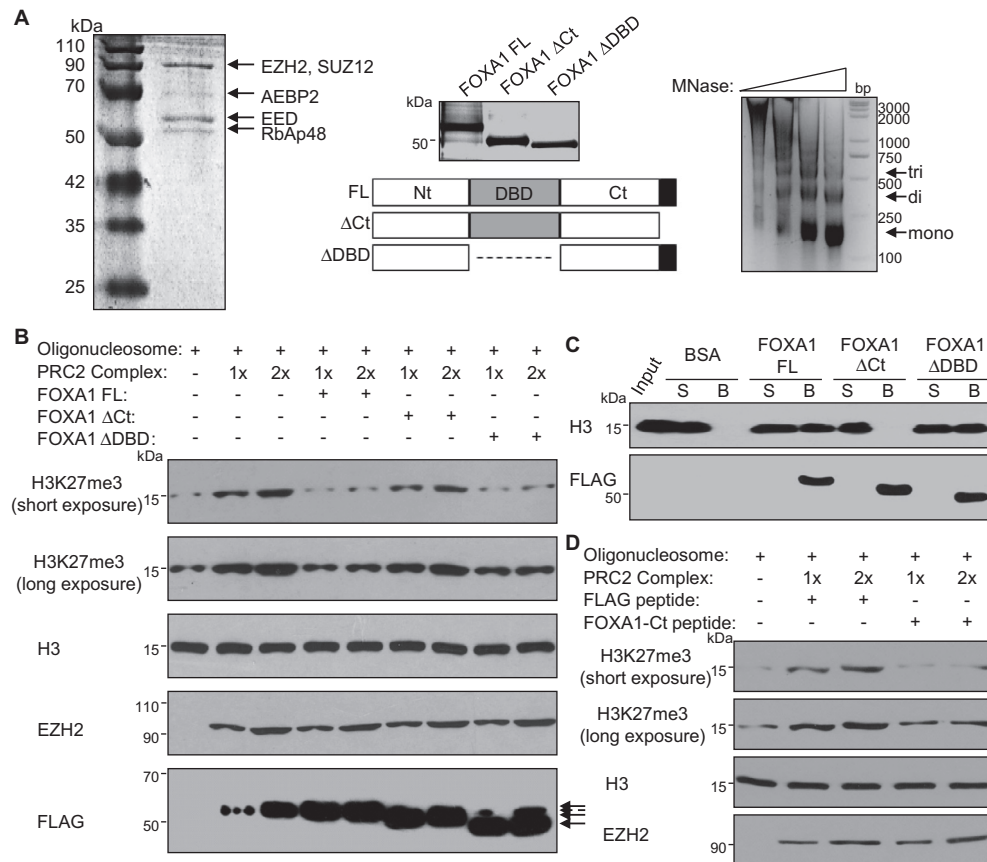 A
kDa
110
90
70
50
42
35
25
EZH2, SUZ12
AEBP2
EED
RbAp48
FOXA1 FL
FOXA1 ΔCt
FOXA1 ΔDBD
kDa
50
FL Nt DBD Ct
ΔCt
ΔDBD
MNase: bp
3000
2000
1000
750
500
250
100
tri
di
mono
B
Oligonucleosome: + + + + + + + + +
PRC2 Complex: - 1x 2x 1x 2x 1x 2x 1x 2x
FOXA1 FL: - - - + + - - - -
FOXA1 ΔCt: - - - - - + + - -
FOXA1 ΔDBD: - - - - - - - + +
kDa
H3K27me3
(short exposure) 15
H3K27me3
(long exposure) 15
H3 15
110
EZH2
90
70
FLAG 50
C
Input BSA FOXA1 FL FOXA1 ΔCt FOXA1 ΔDBD
S B S B S B S B
kDa
H3 15
FLAG
50
D
Oligonucleosome: + + + + +
PRC2 Complex: - 1x 2x 1x 2x
FLAG peptide: - + + - -
FOXA1-Ct peptide: - - - + +
kDa
H3K27me3
(short exposure) 15
H3K27me3
(long exposure) 15
H3 15
EZH2
90